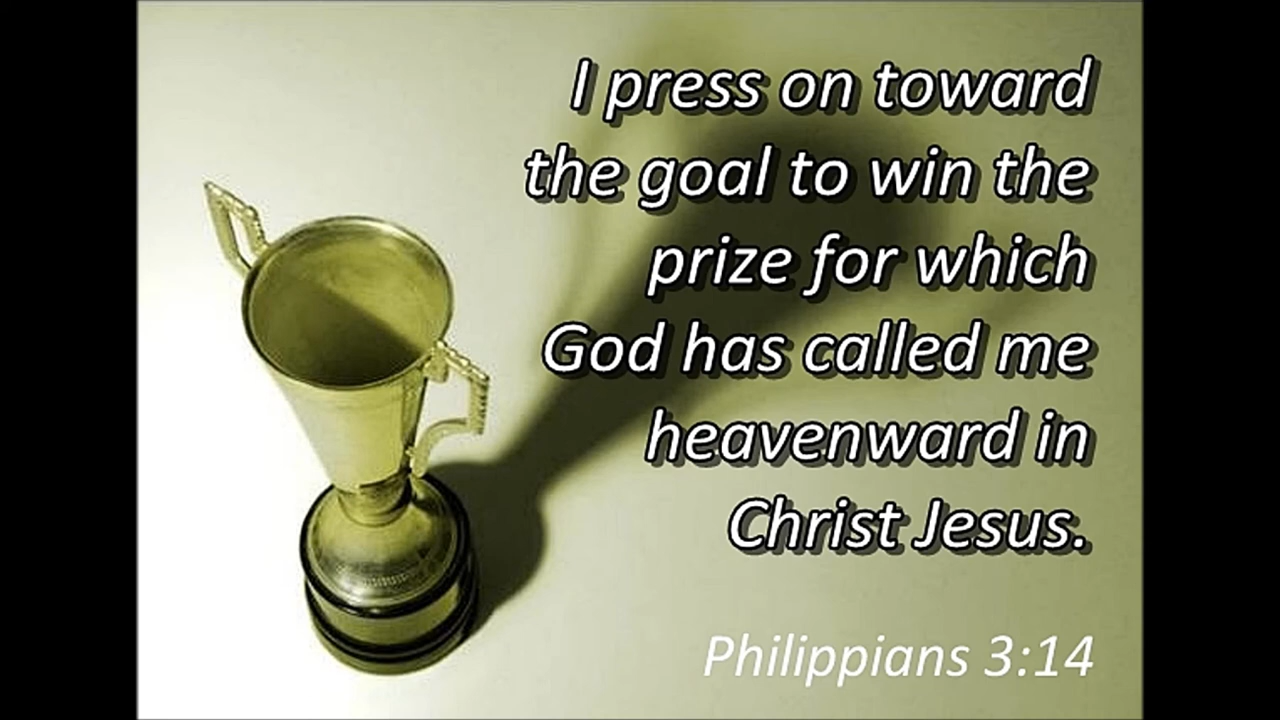 I press on toward
the goal to win the
prize for which
God has called me
heavenward in
Christ Jesus.
Philippians 3:14